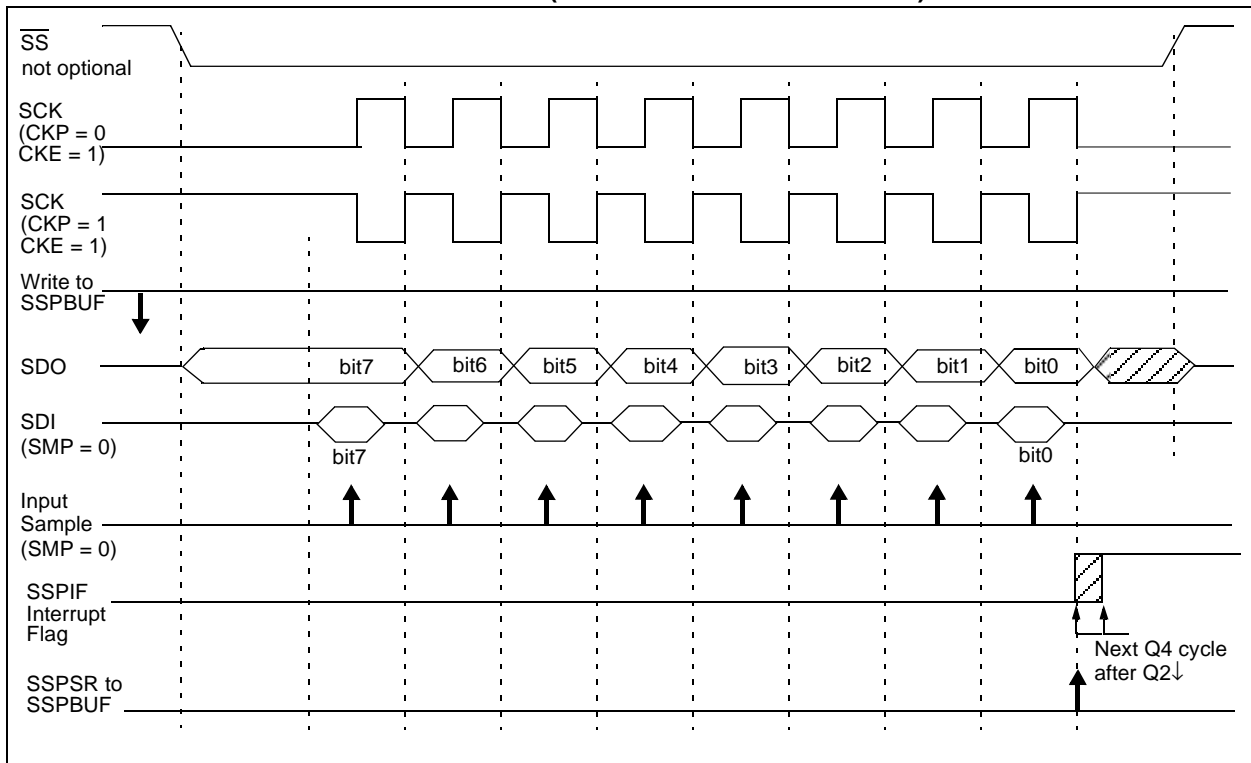 SS
not optional
SCK
(CKP = 0
CKE = 1)
SCK
(CKP = 1
CKE = 1)
Write to
SSPBUF
SDO
bit7
bit6
bit5
bit4
bit3
bit2
bit1
bit0
SDI
(SMP = 0)
bit7
bit0
Input
Sample
(SMP = 0)
SSPIF
Interrupt
Flag
Next Q4 cycle
after Q2↓
SSPSR to
SSPBUF